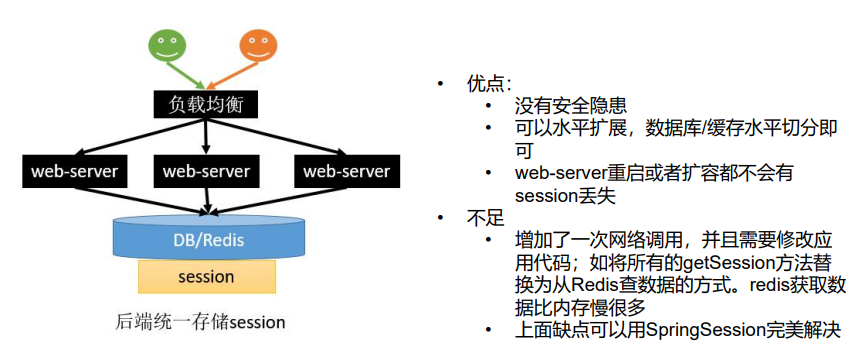 负载均衡
web-server
web-server
web-server
DB/Redis
session
后端统一存储session
• 优点:
• 没有安全隐患
• 可以水平扩展，数据库/缓存水平切分即
可
• web-server重启或者扩容都不会有
session丢失
• 不足
• 增加了一次网络调用，并且需要修改应
用代码；如将所有的getSession方法替
换为从Redis查数据的方式。redis获取数
据比内存慢很多
• 上面缺点可以用SpringSession完美解决